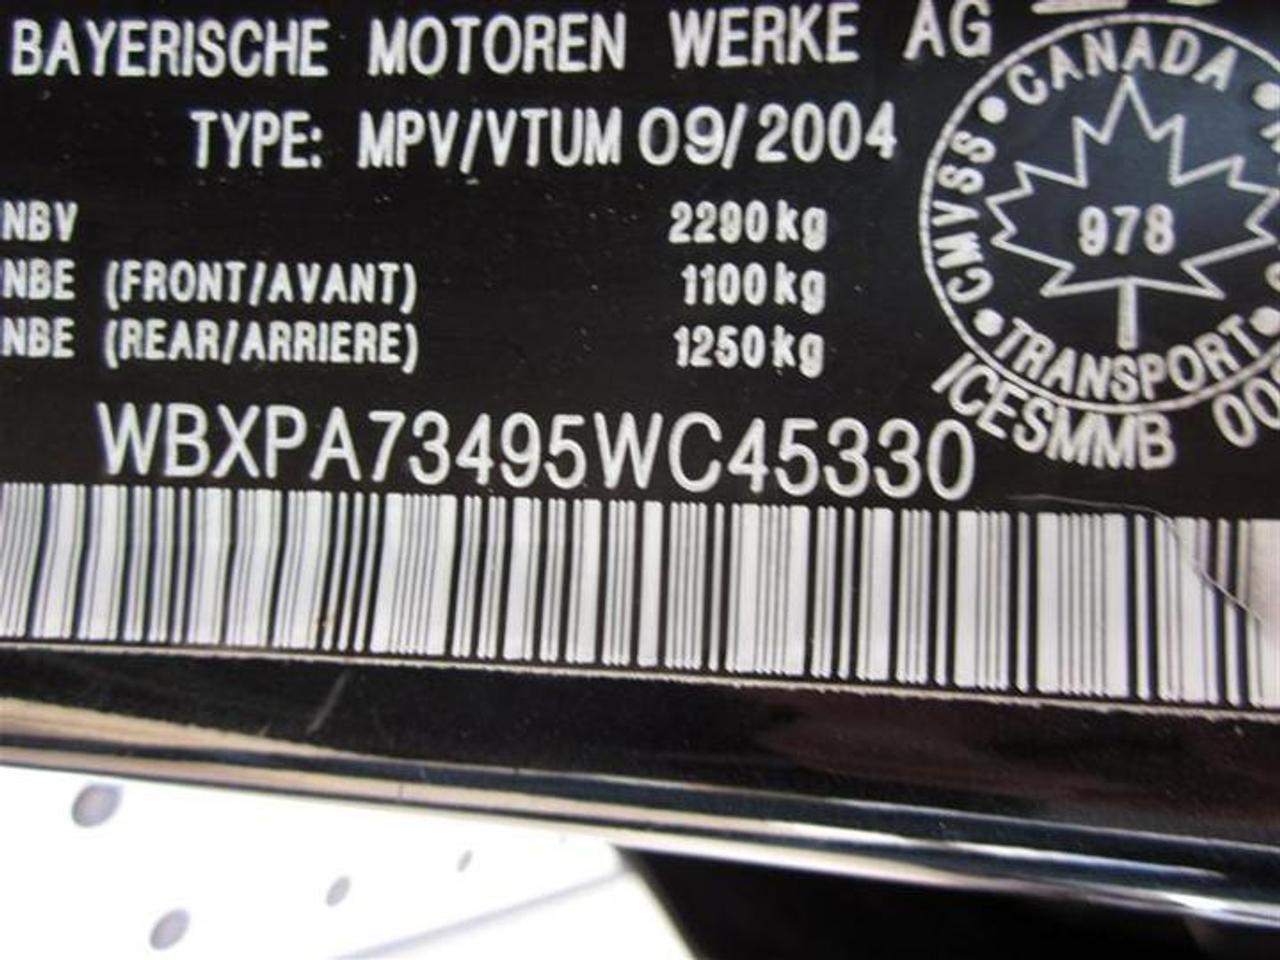 BAYERISCHE MOTOREN WERKE AG
TYPE: MPV/VTUM 09/2004
NBV 2290 kg
NBE (FRONT/AVANT) 1100 kg
NBE (REAR/ARRIERE) 1250 kg
WBXPA73495WC45330
CANADA
CMVSS
978
TRANSPORT
ICESMMB